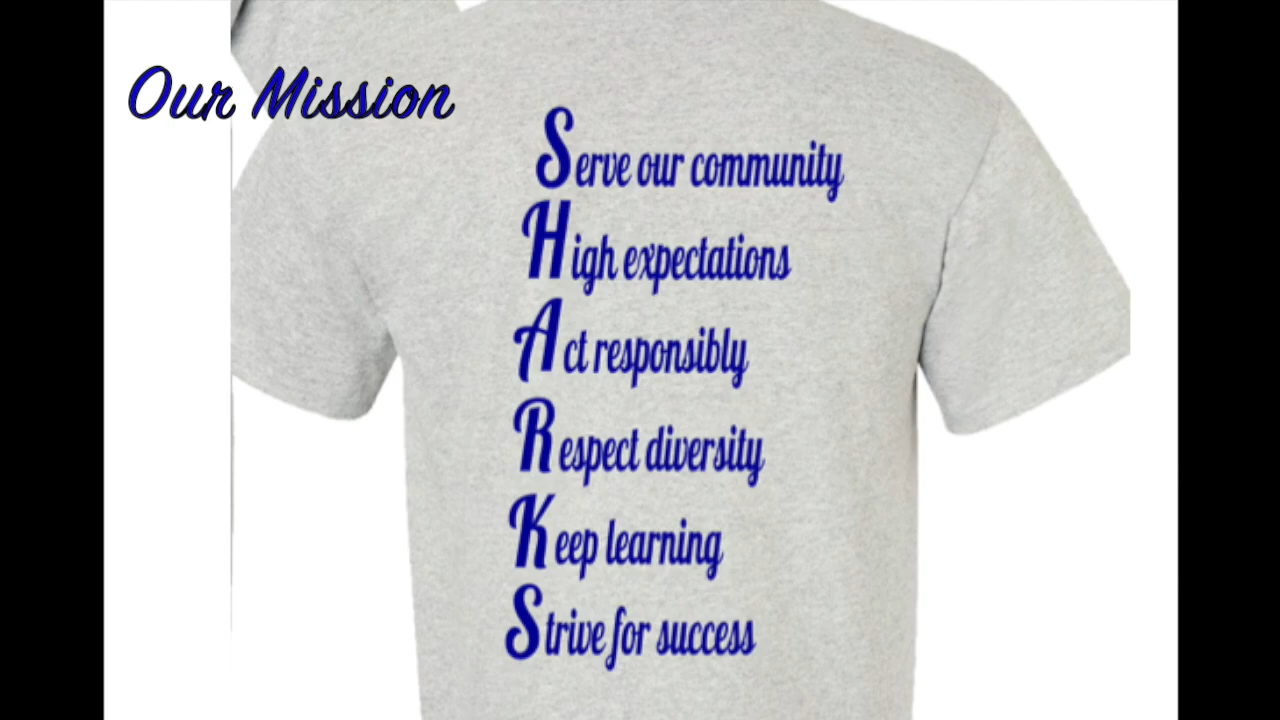 Our Mission
Serve our community
High expectations
Act responsibly
Respect diversity
Keep learning
Strive for success